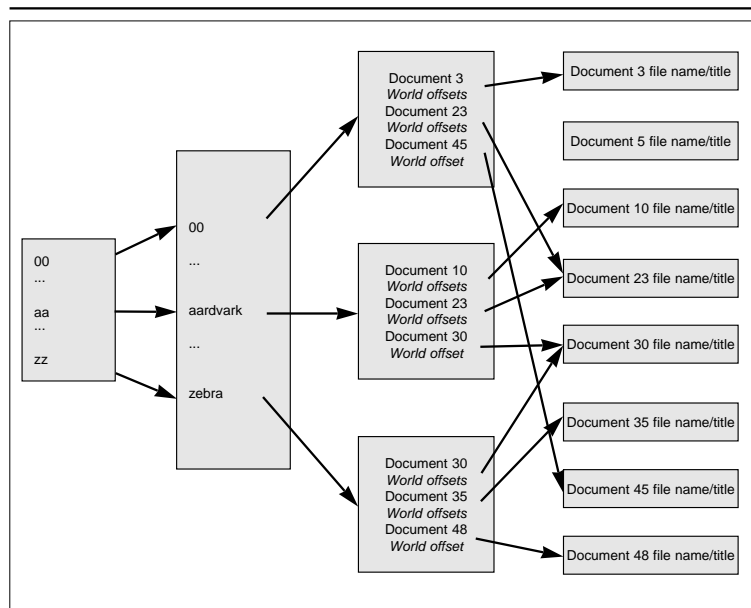 00
...
aa
...
zz
00
...
aardvark
...
zebra
Document 3
World offsets
Document 23
World offsets
Document 45
World offset
Document 10
World offsets
Document 23
World offsets
Document 30
World offset
Document 30
World offsets
Document 35
World offsets
Document 48
World offset
Document 3 file name/title
Document 5 file name/title
Document 10 file name/title
Document 23 file name/title
Document 30 file name/title
Document 35 file name/title
Document 45 file name/title
Document 48 file name/title